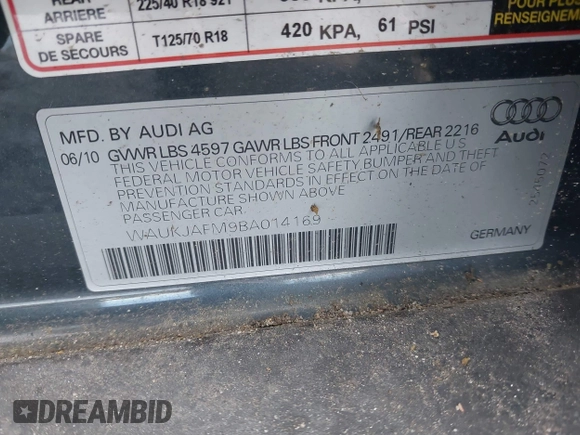 ARRIÈRE 225/40 R18 92Y
SPARE
DE SECOURS T125/70 R18 420 KPA, 61 PSI
RENSEIGNEMENT
MFD. BY AUDI AG
06/10 GVWR LBS 4597 GAWR LBS FRONT 2491/REAR 2216
THIS VEHICLE CONFORMS TO ALL APPLICABLE U.S.
FEDERAL MOTOR VEHICLE SAFETY, BUMPER AND THEFT
PREVENTION STANDARDS IN EFFECT ON THE DATE OF
MANUFACTURE SHOWN ABOVE.
PASSENGER CAR.
WAUKJAFM9BA014169
Audi
GERMANY
DREAMBID